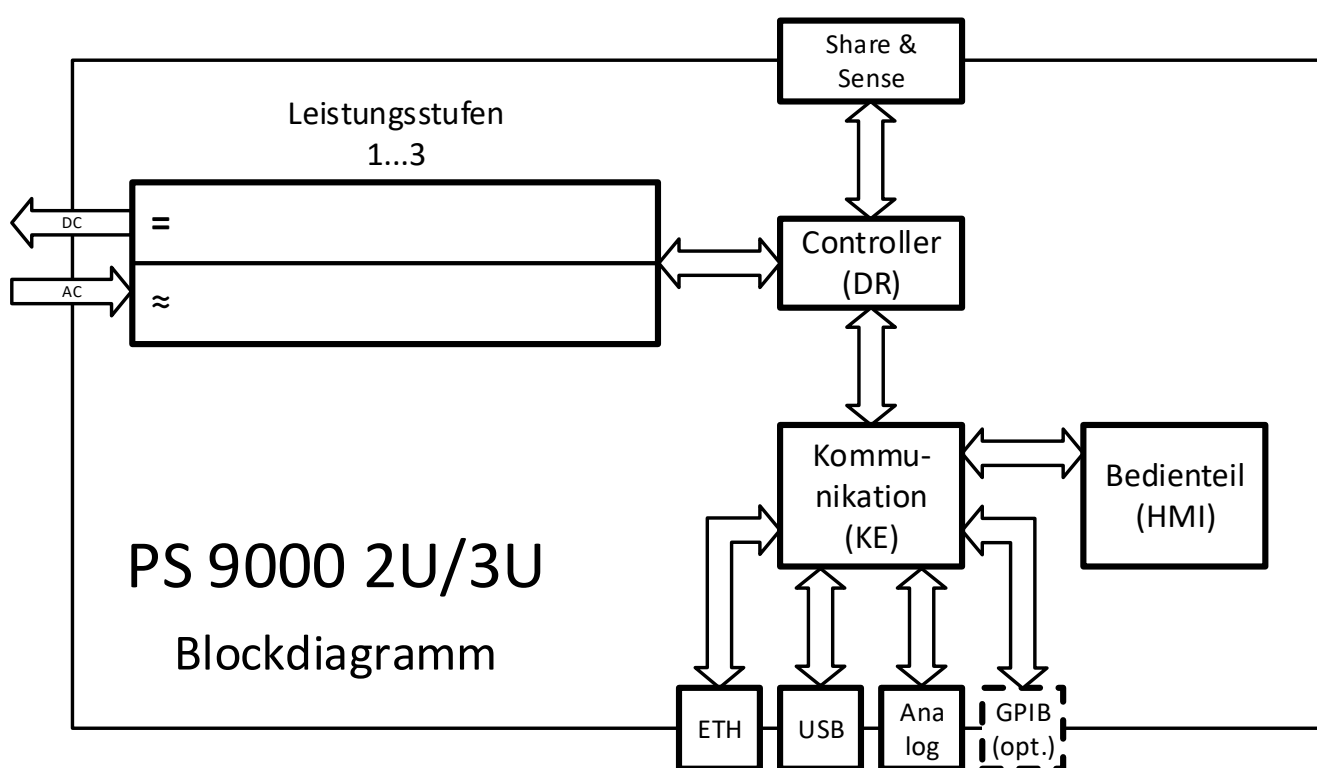 Share &
Sense
Leistungsstufen
1...3
DC
=
AC
≈
Controller
(DR)
Kommu-
nikation
(KE)
Bedienteil
(HMI)
PS 9000 2U/3U
Blockdiagramm
ETH
USB
Ana
log
GPIB
(opt.)